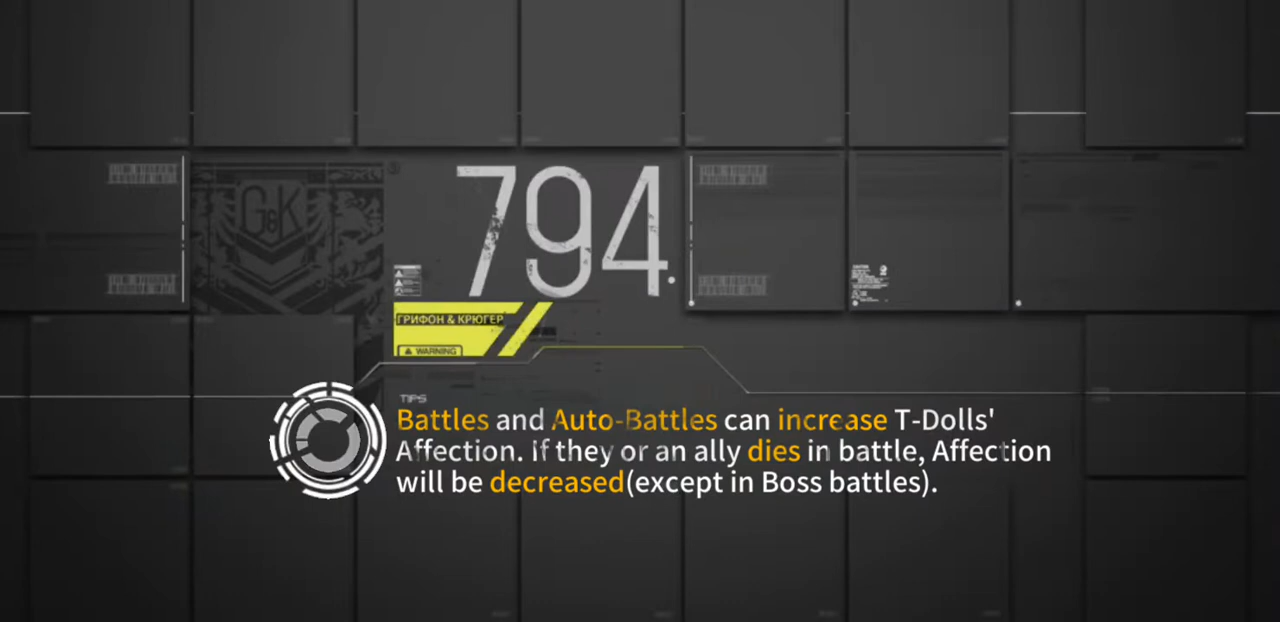 G&K
794.
ГРИФОН & КРЮГЕР
WARNING
TIPS
Battles and Auto-Battles can increase T-Dolls'
Affection. If they or an ally dies in battle, Affection
will be decreased(except in Boss battles).